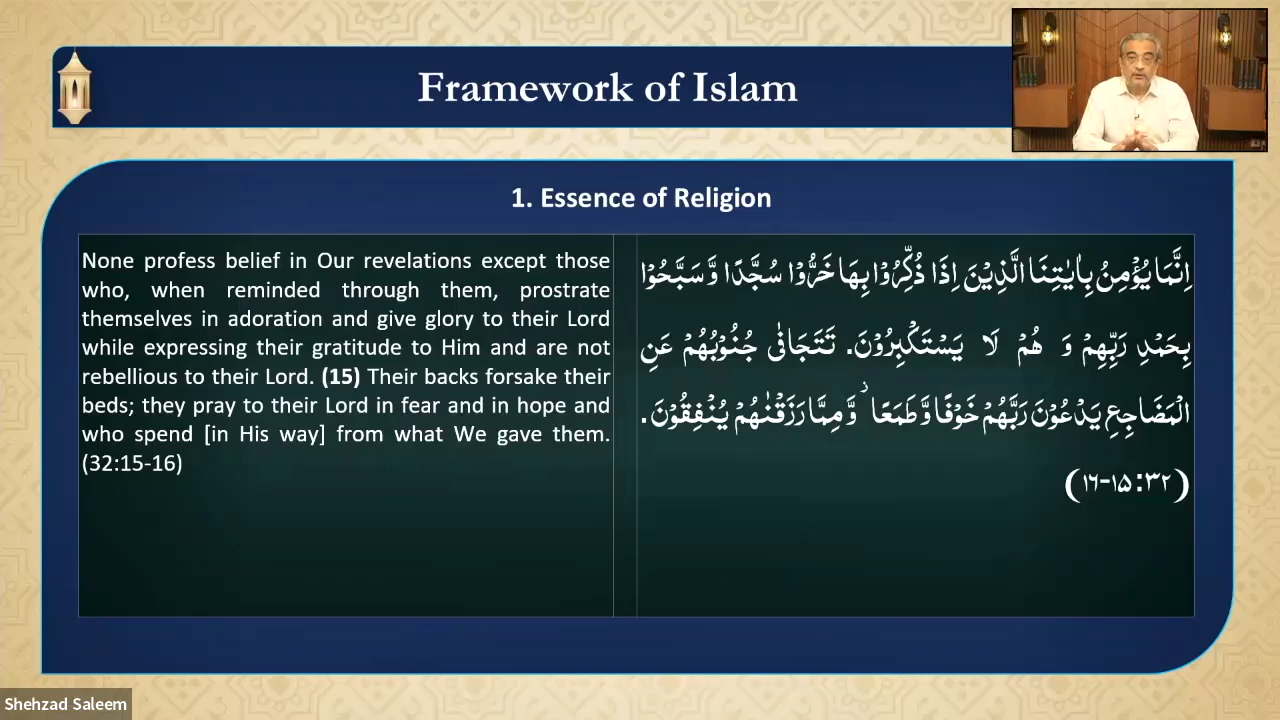 Framework of Islam
1. Essence of Religion
None profess belief in Our revelations except those
who, when reminded through them, prostrate
themselves in adoration and give glory to their Lord
while expressing their gratitude to Him and are not
rebellious to their Lord. (15) Their backs forsake their
beds; they pray to their Lord in fear and in hope and
who spend [in His way] from what We gave them.
(32:15-16)
اِنَّمَا يُؤْمِنُ بِاٰيٰتِنَا الَّذِيْنَ اِذَا ذُكِّرُوْا بِهَا خَرُّوْا سُجَّدًا وَّ سَبَّحُوْا
بِحَمْدِ رَبِّهِمْ وَ هُمْ لَا يَسْتَكْبِرُوْنَ. تَتَجَافٰى جُنُوْبُهُمْ عَنِ
الْمَضَاجِعِ يَدْعُوْنَ رَبَّهُمْ خَوْفًا وَّ طَمَعًا ؗ وَّ مِمَّا رَزَقْنٰهُمْ يُنْفِقُوْنَ.
(۳۲: ۱۵-۱۶)
Shehzad Saleem